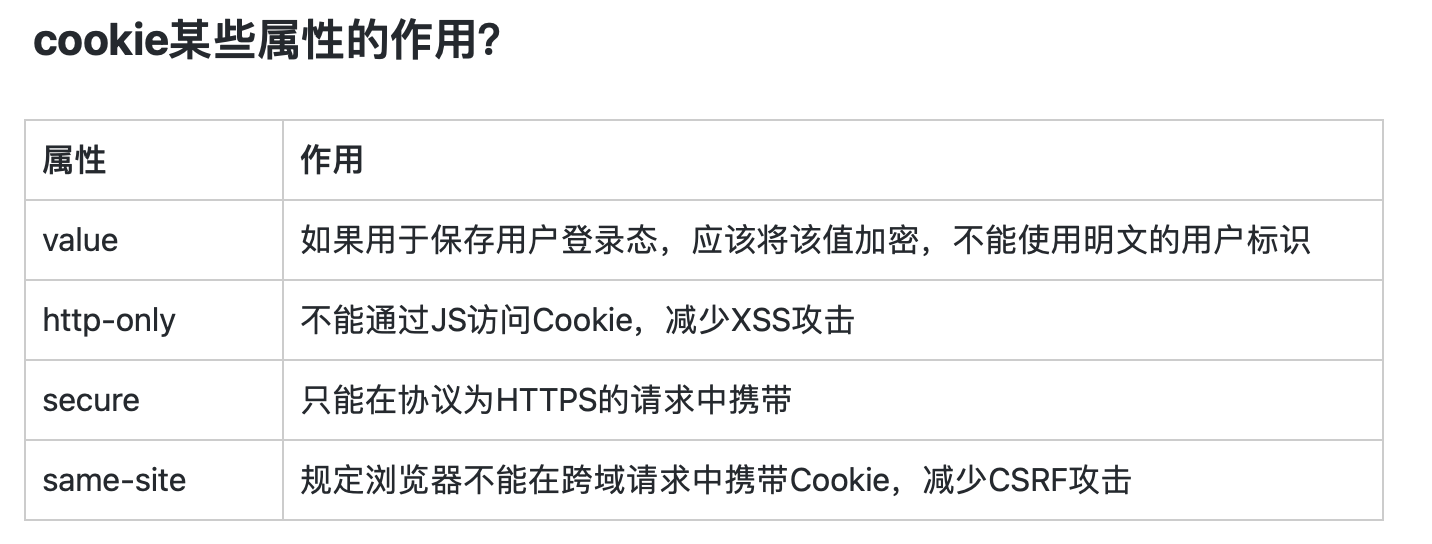 cookie某些属性的作用?
属性 作用
value 如果用于保存用户登录态，应该将该值加密，不能使用明文的用户标识
http-only 不能通过JS访问Cookie，减少XSS攻击
secure 只能在协议为HTTPS的请求中携带
same-site 规定浏览器不能在跨域请求中携带Cookie，减少CSRF攻击